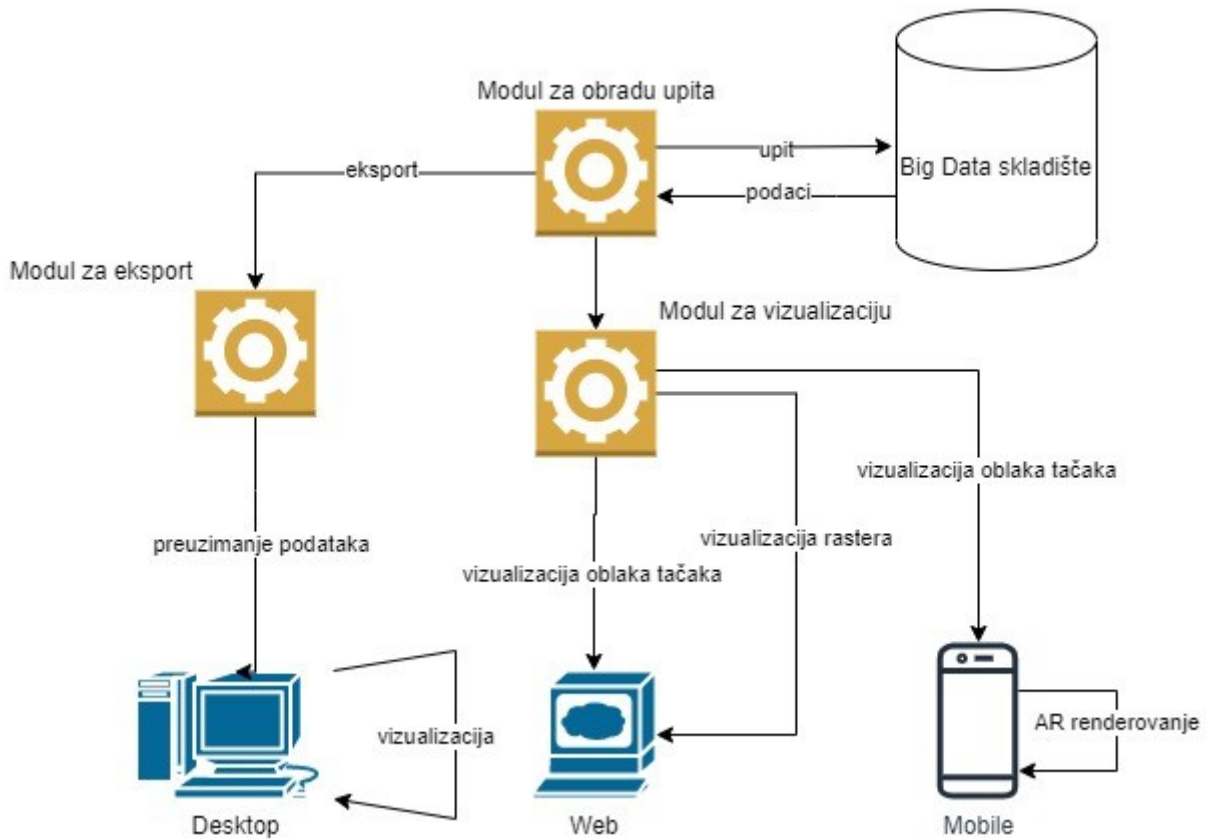 Modul za obradu upita
eksport
upit
Big Data skladište
podaci
Modul za eksport
Modul za vizualizaciju
vizualizacija oblaka tačaka
preuzimanje podataka
vizualizacija rastera
vizualizacija oblaka tačaka
AR renderovanje
vizualizacija
Desktop
Web
Mobile